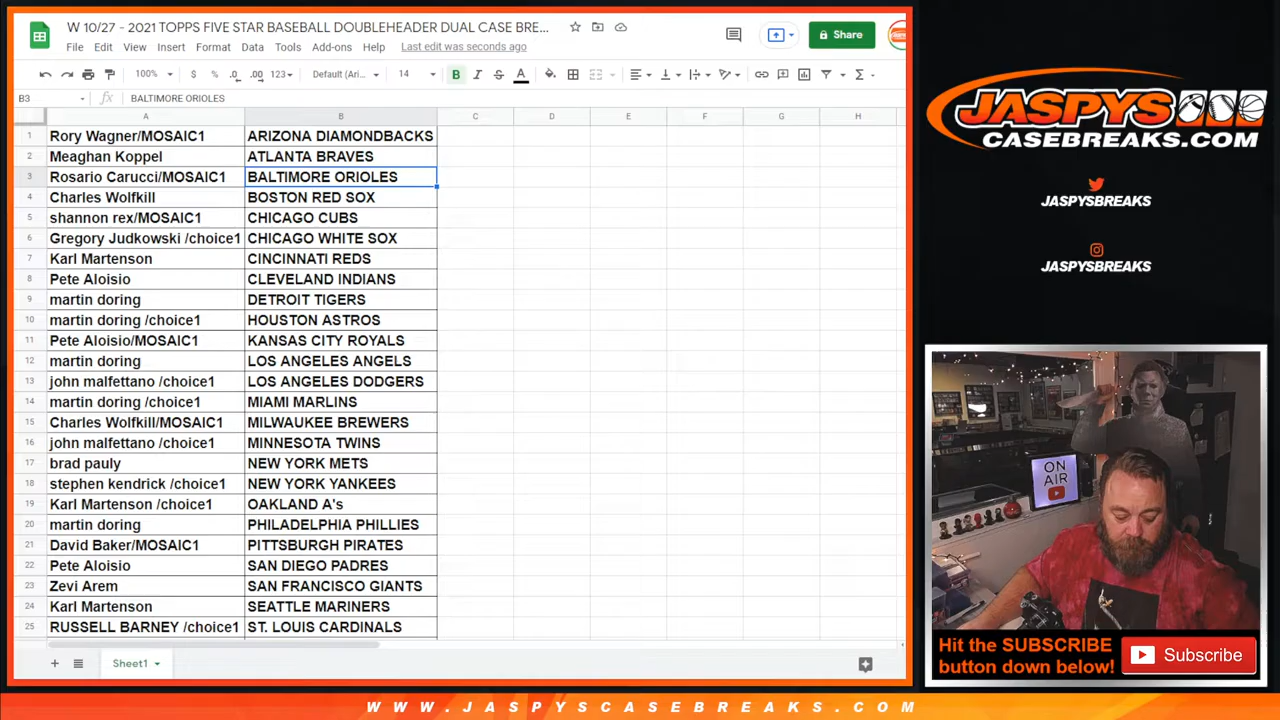 W 10/27 - 2021 TOPPS FIVE STAR BASEBALL DOUBLEHEADER DUAL CASE BRE...
Share
File Edit View Insert Format Data Tools Add-ons Help Last edit was seconds ago
100% $ % .0 .00 123 Default (Ari... 14 B I S A
B3 fx BALTIMORE ORIOLES
A B C D E F G H
1 Rory Wagner/MOSAIC1 ARIZONA DIAMONDBACKS
2 Meaghan Koppel ATLANTA BRAVES
3 Rosario Carucci/MOSAIC1 BALTIMORE ORIOLES
4 Charles Wolfkill BOSTON RED SOX
5 shannon rex/MOSAIC1 CHICAGO CUBS
6 Gregory Judkowski /choice1 CHICAGO WHITE SOX
7 Karl Martenson CINCINNATI REDS
8 Pete Aloisio CLEVELAND INDIANS
9 martin doring DETROIT TIGERS
10 martin doring /choice1 HOUSTON ASTROS
11 Pete Aloisio/MOSAIC1 KANSAS CITY ROYALS
12 martin doring LOS ANGELES ANGELS
13 john malfettano /choice1 LOS ANGELES DODGERS
14 martin doring /choice1 MIAMI MARLINS
15 Charles Wolfkill/MOSAIC1 MILWAUKEE BREWERS
16 john malfettano /choice1 MINNESOTA TWINS
17 brad pauly NEW YORK METS
18 stephen kendrick /choice1 NEW YORK YANKEES
19 Karl Martenson /choice1 OAKLAND A's
20 martin doring PHILADELPHIA PHILLIES
21 David Baker/MOSAIC1 PITTSBURGH PIRATES
22 Pete Aloisio SAN DIEGO PADRES
23 Zevi Arem SAN FRANCISCO GIANTS
24 Karl Martenson SEATTLE MARINERS
25 RUSSELL BARNEY /choice1 ST. LOUIS CARDINALS
Sheet1
JASPYS
CASEBREAKS.COM
JASPYSBREAKS
JASPYSBREAKS
ON
AIR
Hit the SUBSCRIBE
button down below!
Subscribe
WWW.JASPYSCASEBREAKS.COM